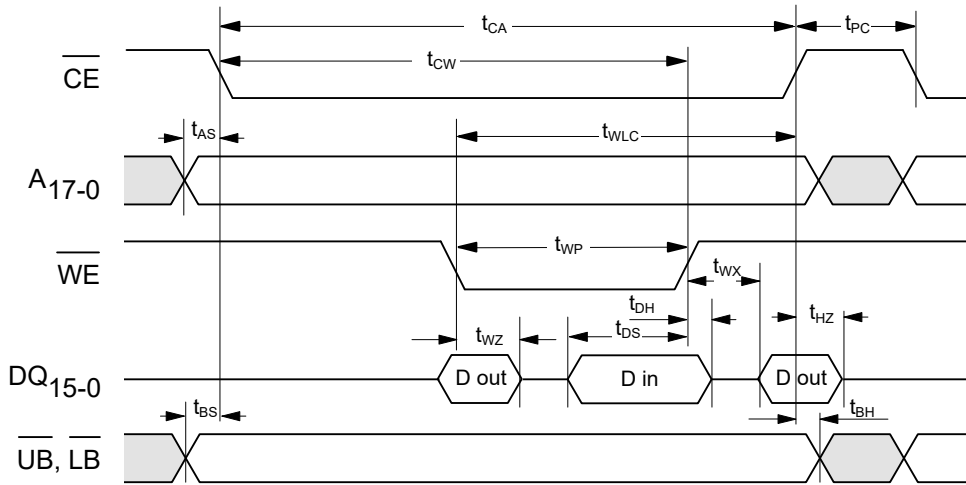 tCA
tPC
CE
tCW
tAS
tWLC
A17-0
WE
tWP
tWX
tDH
tHZ
tWZ
tDS
DQ15-0
D out
D in
D out
tBS
tBH
UB, LB